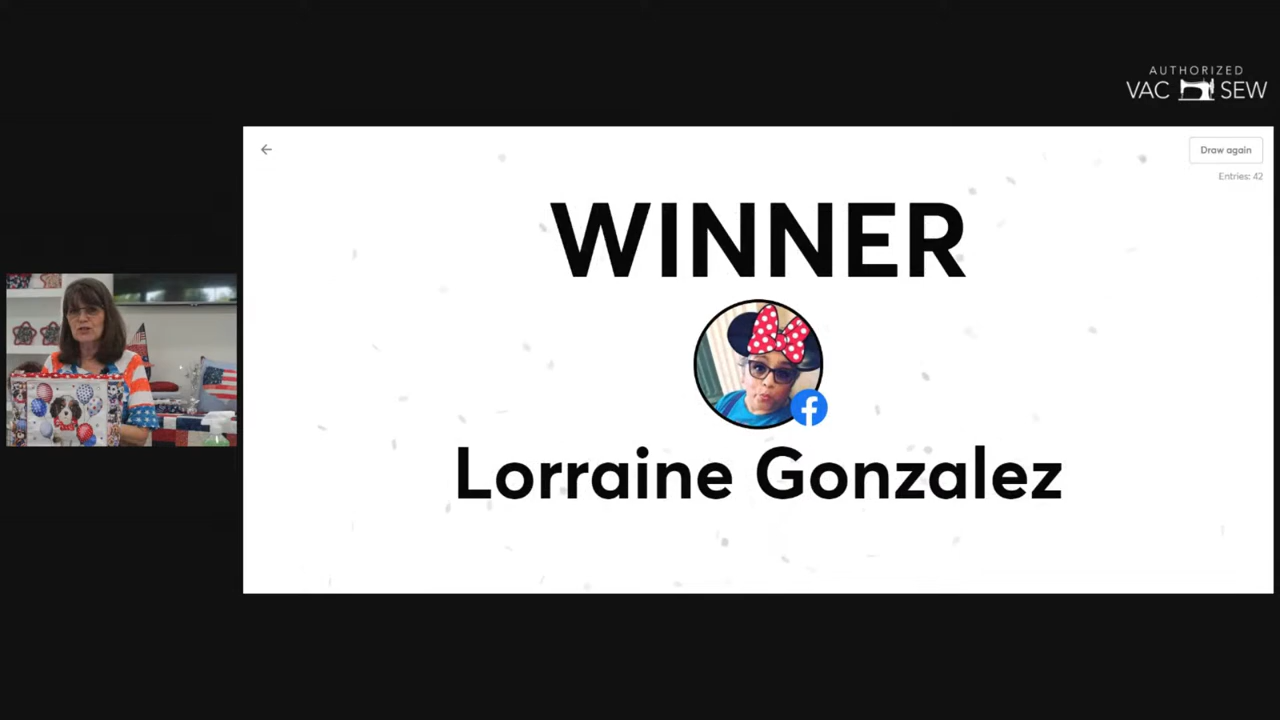 AUTHORIZED
VAC SEW
Draw again
Entries: 42
WINNER
Lorraine Gonzalez